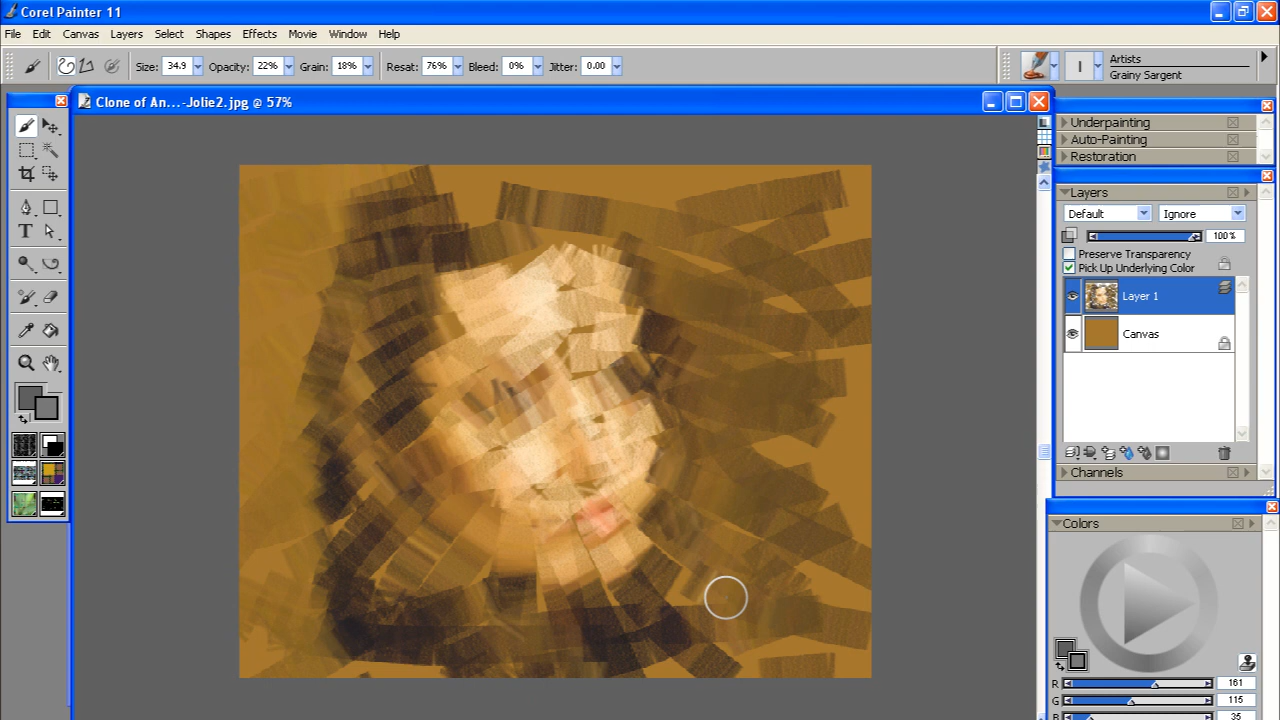 Corel Painter 11
File Edit Canvas Layers Select Shapes Effects Movie Window Help
Size: 34.9 Opacity: 22% Grain: 18% Resat: 76% Bleed: 0% Jitter: 0.00
Artists
Grainy Sargent
Clone of An...-Jolie2.jpg @ 57%
Underpainting
Auto-Painting
Restoration
Layers
Default Ignore
100%
Preserve Transparency
Pick Up Underlying Color
Layer 1
Canvas
Channels
Colors
R 161
G 115
B 35